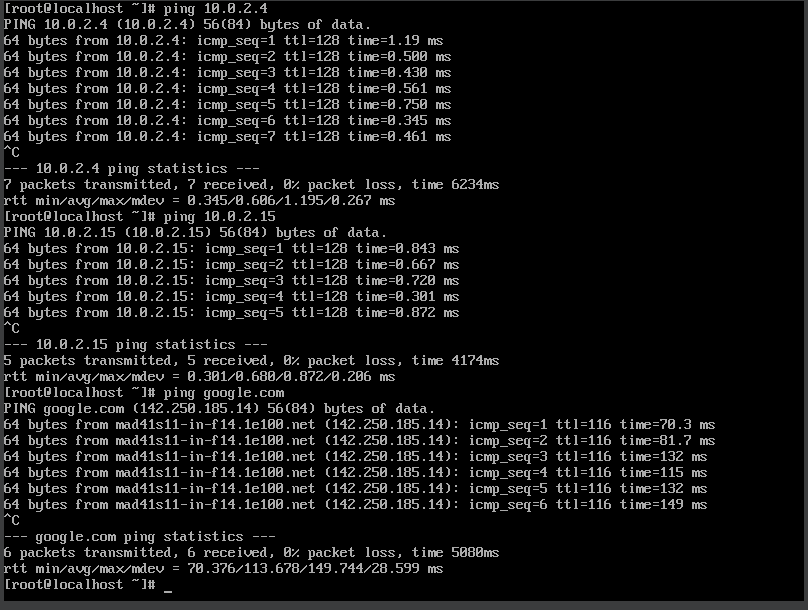 [root@localhost ~]# ping 10.0.2.4
PING 10.0.2.4 (10.0.2.4) 56(84) bytes of data.
64 bytes from 10.0.2.4: icmp_seq=1 ttl=128 time=1.19 ms
64 bytes from 10.0.2.4: icmp_seq=2 ttl=128 time=0.500 ms
64 bytes from 10.0.2.4: icmp_seq=3 ttl=128 time=0.430 ms
64 bytes from 10.0.2.4: icmp_seq=4 ttl=128 time=0.561 ms
64 bytes from 10.0.2.4: icmp_seq=5 ttl=128 time=0.750 ms
64 bytes from 10.0.2.4: icmp_seq=6 ttl=128 time=0.345 ms
64 bytes from 10.0.2.4: icmp_seq=7 ttl=128 time=0.461 ms
^C
--- 10.0.2.4 ping statistics ---
7 packets transmitted, 7 received, 0% packet loss, time 6234ms
rtt min/avg/max/mdev = 0.345/0.606/1.195/0.267 ms
[root@localhost ~]# ping 10.0.2.15
PING 10.0.2.15 (10.0.2.15) 56(84) bytes of data.
64 bytes from 10.0.2.15: icmp_seq=1 ttl=128 time=0.843 ms
64 bytes from 10.0.2.15: icmp_seq=2 ttl=128 time=0.667 ms
64 bytes from 10.0.2.15: icmp_seq=3 ttl=128 time=0.720 ms
64 bytes from 10.0.2.15: icmp_seq=4 ttl=128 time=0.301 ms
64 bytes from 10.0.2.15: icmp_seq=5 ttl=128 time=0.872 ms
^C
--- 10.0.2.15 ping statistics ---
5 packets transmitted, 5 received, 0% packet loss, time 4174ms
rtt min/avg/max/mdev = 0.301/0.680/0.872/0.206 ms
[root@localhost ~]# ping google.com
PING google.com (142.250.185.14) 56(84) bytes of data.
64 bytes from mad41s11-in-f14.1e100.net (142.250.185.14): icmp_seq=1 ttl=116 time=70.3 ms
64 bytes from mad41s11-in-f14.1e100.net (142.250.185.14): icmp_seq=2 ttl=116 time=81.7 ms
64 bytes from mad41s11-in-f14.1e100.net (142.250.185.14): icmp_seq=3 ttl=116 time=132 ms
64 bytes from mad41s11-in-f14.1e100.net (142.250.185.14): icmp_seq=4 ttl=116 time=115 ms
64 bytes from mad41s11-in-f14.1e100.net (142.250.185.14): icmp_seq=5 ttl=116 time=132 ms
64 bytes from mad41s11-in-f14.1e100.net (142.250.185.14): icmp_seq=6 ttl=116 time=149 ms
^C
--- google.com ping statistics ---
6 packets transmitted, 6 received, 0% packet loss, time 5080ms
rtt min/avg/max/mdev = 70.376/113.678/149.744/28.599 ms
[root@localhost ~]# _